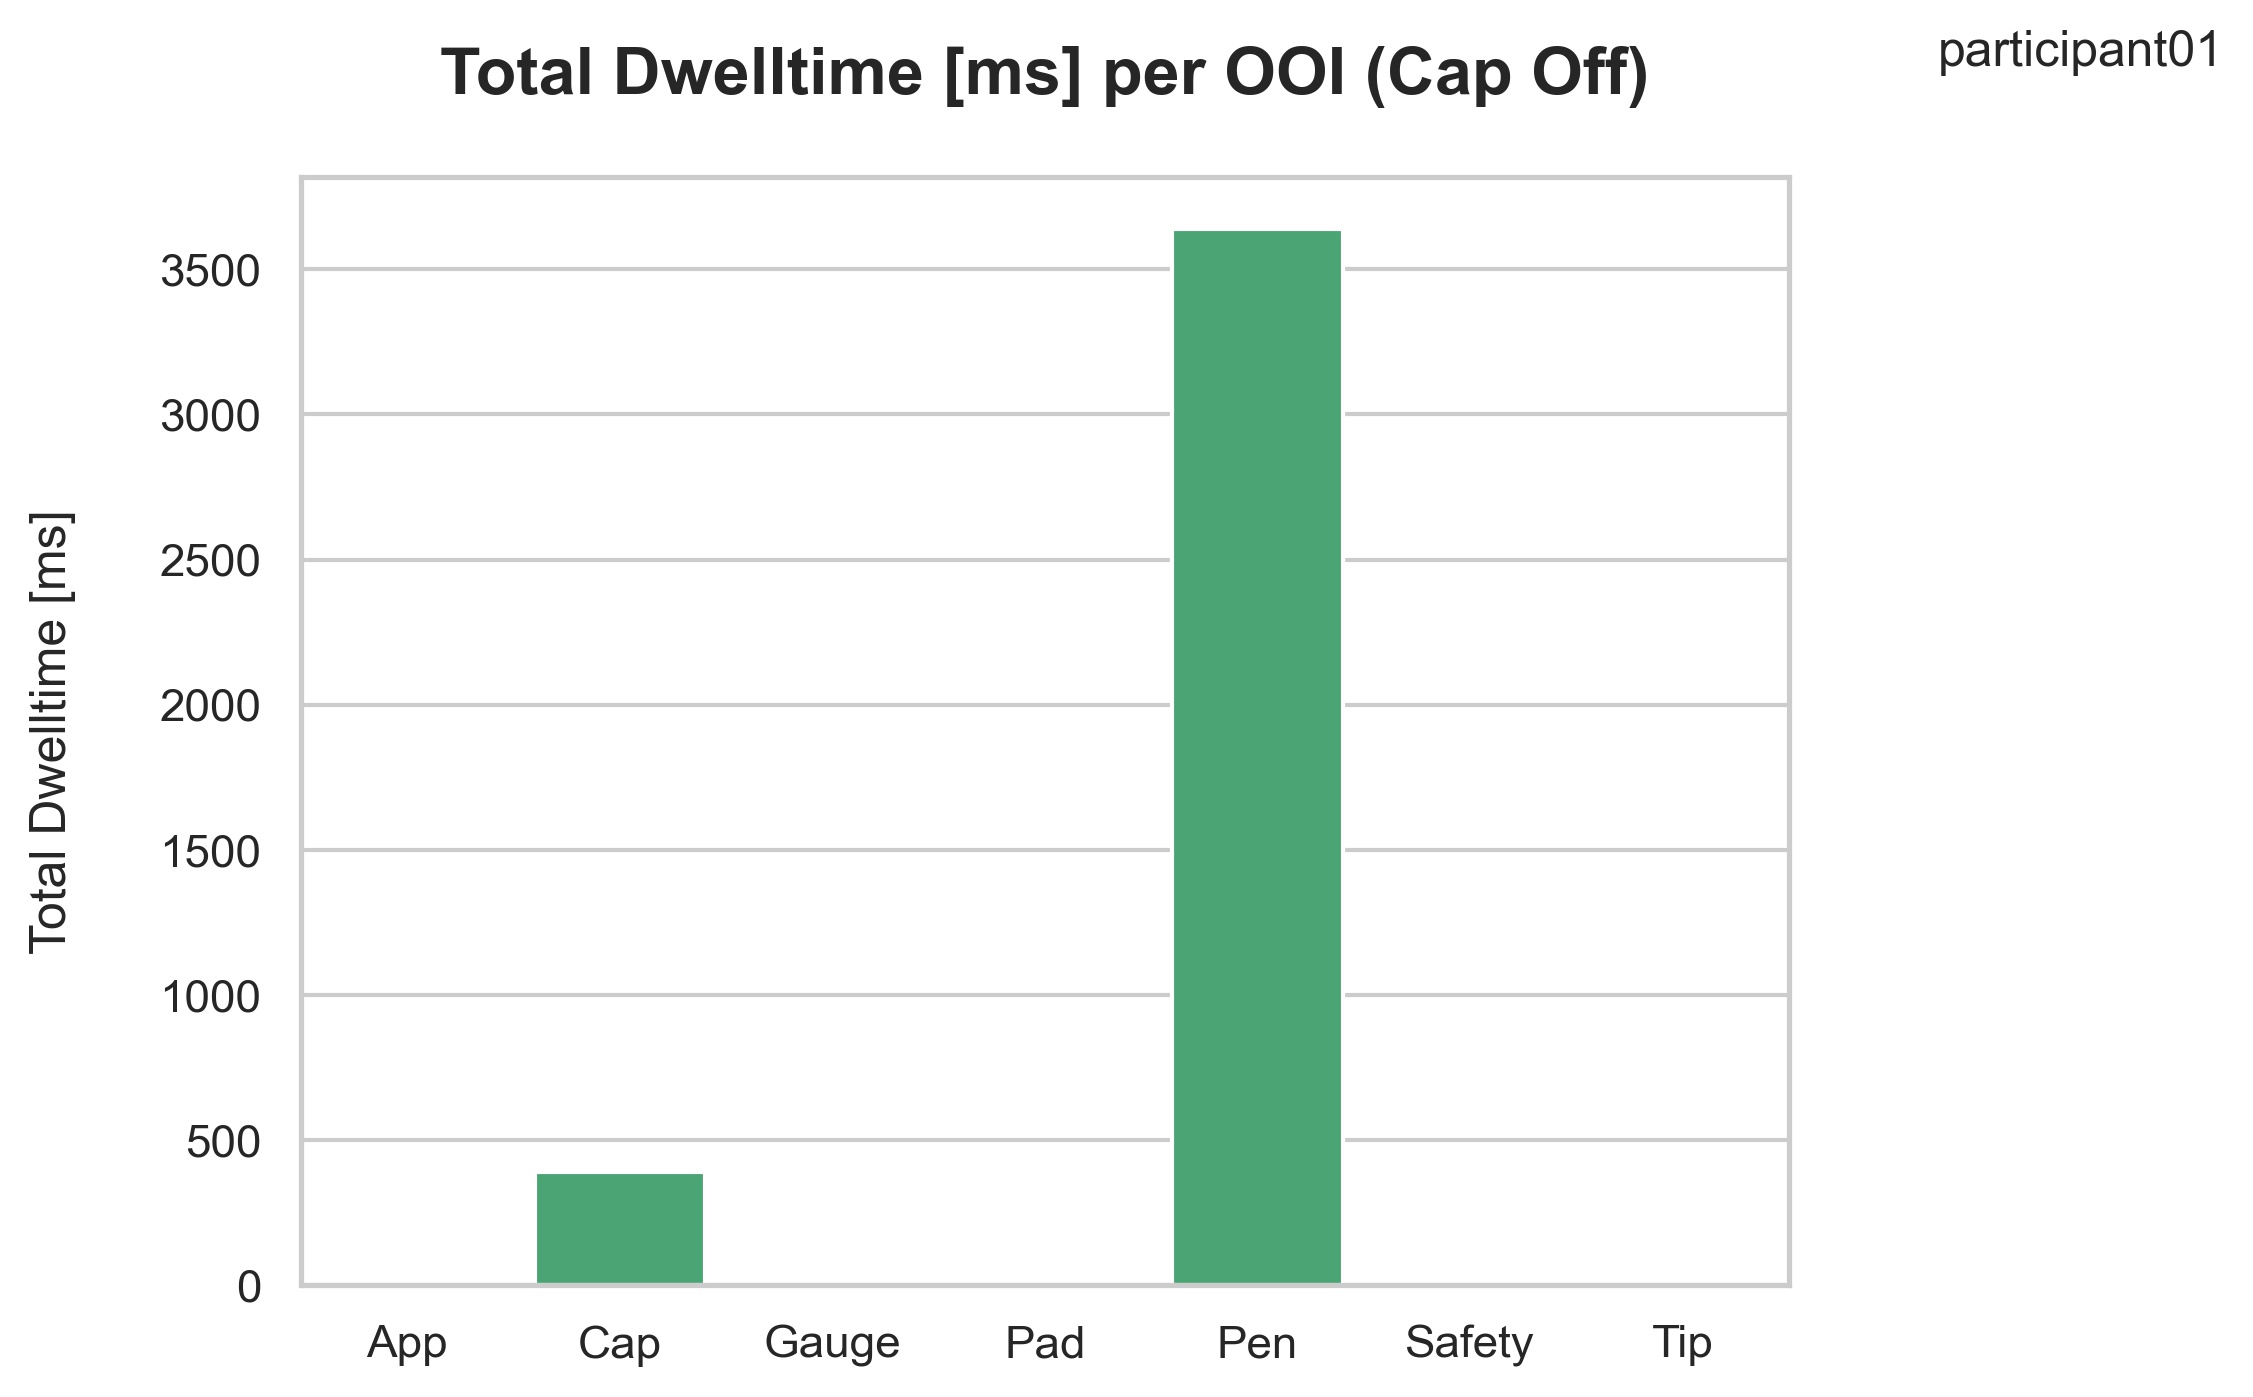 Total Dwelltime [ms] per OOI (Cap Off)
participant01
Total Dwelltime [ms]
3500
3000
2500
2000
1500
1000
500
0
App Cap Gauge Pad Pen Safety Tip